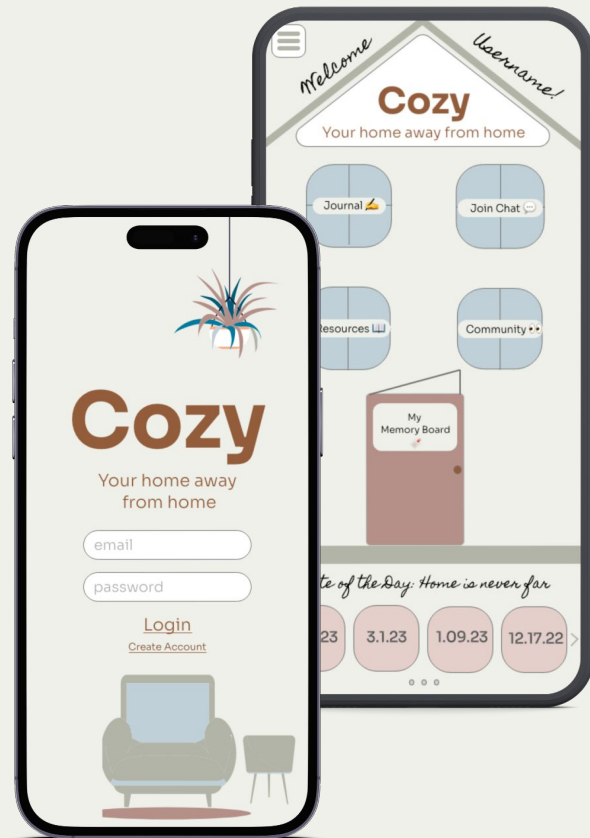 Welcome
Username!
Cozy
Your home away from home
Journal ✍️
Join Chat 💬
esources 📖
Community 👀
My
Memory Board
te of the Day: Home is never far
23
3.1.23
1.09.23
12.17.22
>
Cozy
Your home away
from home
email
password
Login
Create Account